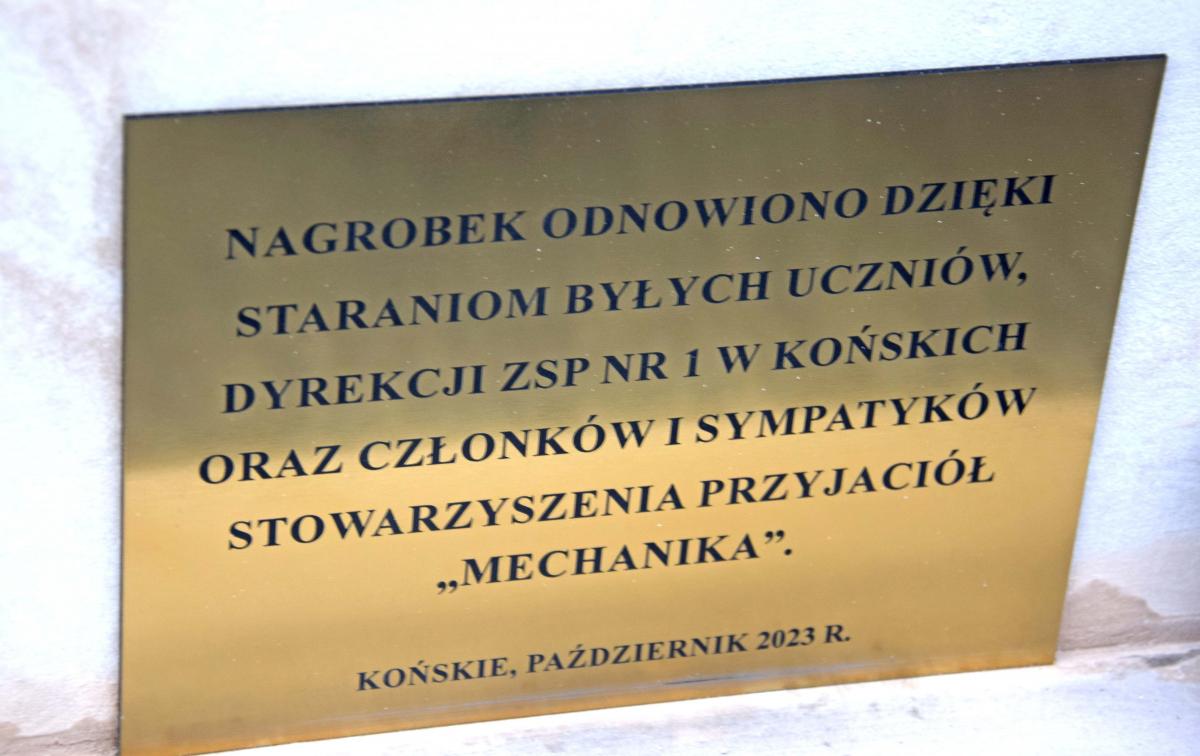 NAGROBEK ODNOWIONO DZIĘKI
STARANIOM BYŁYCH UCZNIÓW,
DYREKCJI ZSP NR 1 W KOŃSKICH
ORAZ CZŁONKÓW I SYMPATYKÓW
STOWARZYSZENIA PRZYJACIÓŁ
„MECHANIKA”.
KOŃSKIE, PAŹDZIERNIK 2023 R.